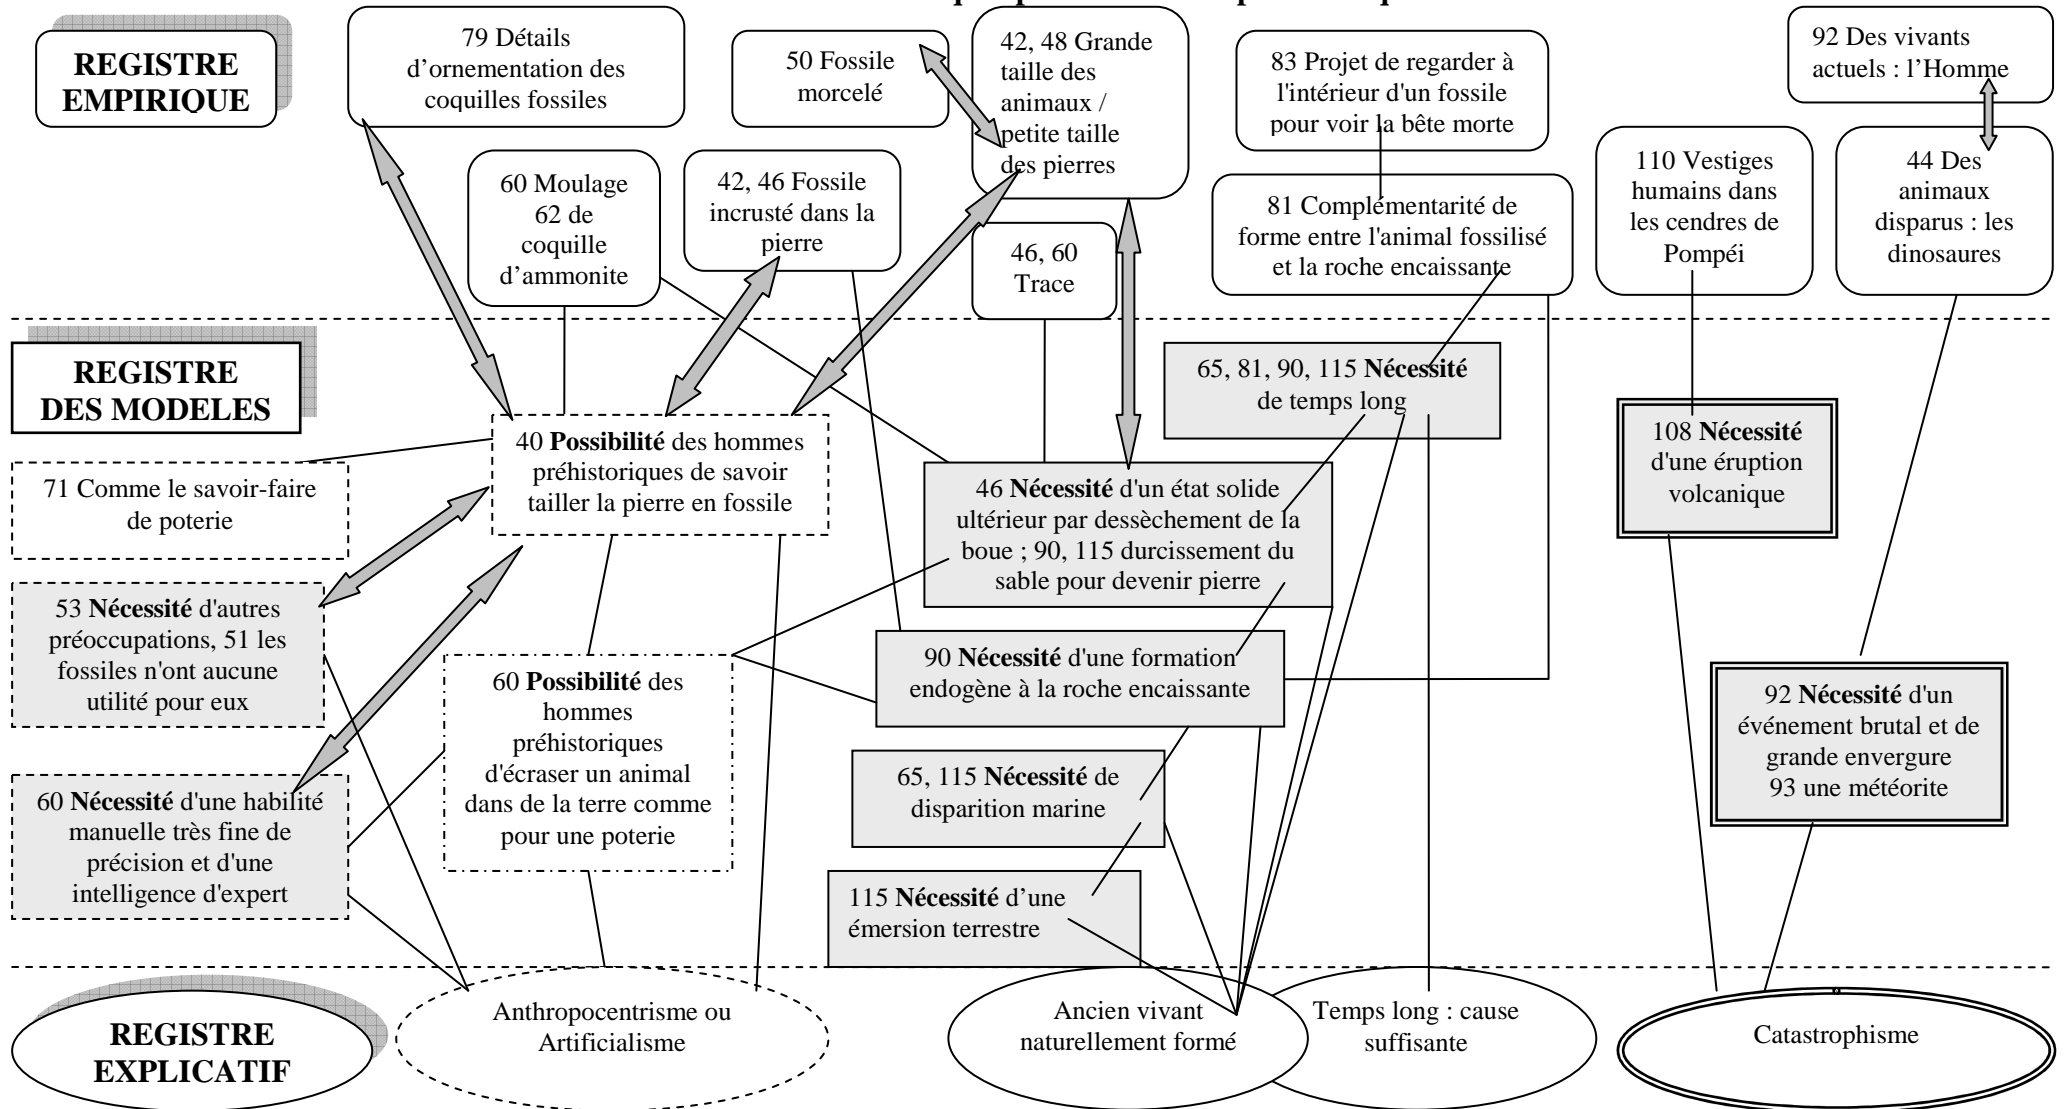 REGISTRE
EMPIRIQUE
79 Détails
d’ornementation des
coquilles fossiles
50 Fossile
morcelé
42, 48 Grande
taille des
animaux /
petite taille
des pierres
83 Projet de regarder à
l'intérieur d'un fossile
pour voir la bête morte
92 Des vivants
actuels : l’Homme
60 Moulage
62 de
coquille
d’ammonite
42, 46 Fossile
incrusté dans la
pierre
46, 60
Trace
81 Complémentarité de
forme entre l'animal fossilisé
et la roche encaissante
110 Vestiges
humains dans
les cendres de
Pompéi
44 Des
animaux
disparus : les
dinosaures
REGISTRE
DES MODELES
40 Possibilité des hommes
préhistoriques de savoir
tailler la pierre en fossile
65, 81, 90, 115 Nécessité
de temps long
108 Nécessité
d'une éruption
volcanique
71 Comme le savoir-faire
de poterie
46 Nécessité d'un état solide
ultérieur par dessèchement de la
boue ; 90, 115 durcissement du
sable pour devenir pierre
53 Nécessité d'autres
préoccupations, 51 les
fossiles n'ont aucune
utilité pour eux
60 Possibilité des
hommes
préhistoriques
d'écraser un animal
dans de la terre comme
pour une poterie
90 Nécessité d'une formation
endogène à la roche encaissante
92 Nécessité d'un
événement brutal et de
grande envergure
93 une météorite
60 Nécessité d'une habilité
manuelle très fine de
précision et d'une
intelligence d'expert
65, 115 Nécessité de
disparition marine
115 Nécessité d’une
émersion terrestre
REGISTRE
EXPLICATIF
Anthropocentrisme ou
Artificialisme
Ancien vivant
naturellement formé
Temps long : cause
suffisante
Catastrophisme